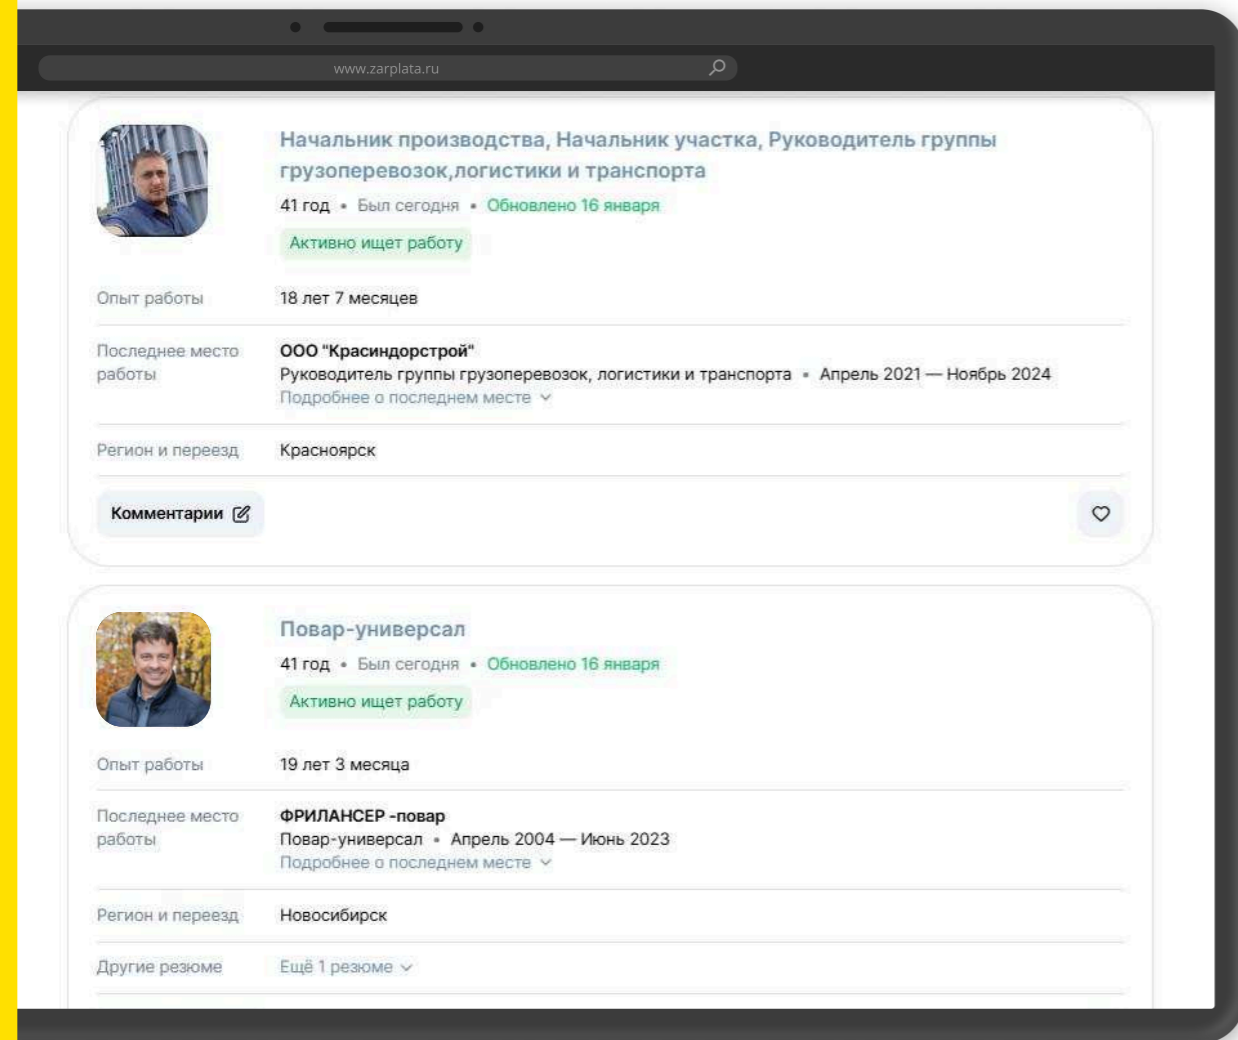 www.zarplata.ru
Начальник производства, Начальник участка, Руководитель группы
грузоперевозок,логистики и транспорта
41 год • Был сегодня • Обновлено 16 января
Активно ищет работу
Опыт работы 18 лет 7 месяцев
Последнее место работы
ООО "Красиндорстрой"
Руководитель группы грузоперевозок, логистики и транспорта • Апрель 2021 — Ноябрь 2024
Подробнее о последнем месте
Регион и переезд Красноярск
Комментарии
Повар-универсал
41 год • Был сегодня • Обновлено 16 января
Активно ищет работу
Опыт работы 19 лет 3 месяца
Последнее место работы
ФРИЛАНСЕР -повар
Повар-универсал • Апрель 2004 — Июнь 2023
Подробнее о последнем месте
Регион и переезд Новосибирск
Другие резюме Ещё 1 резюме